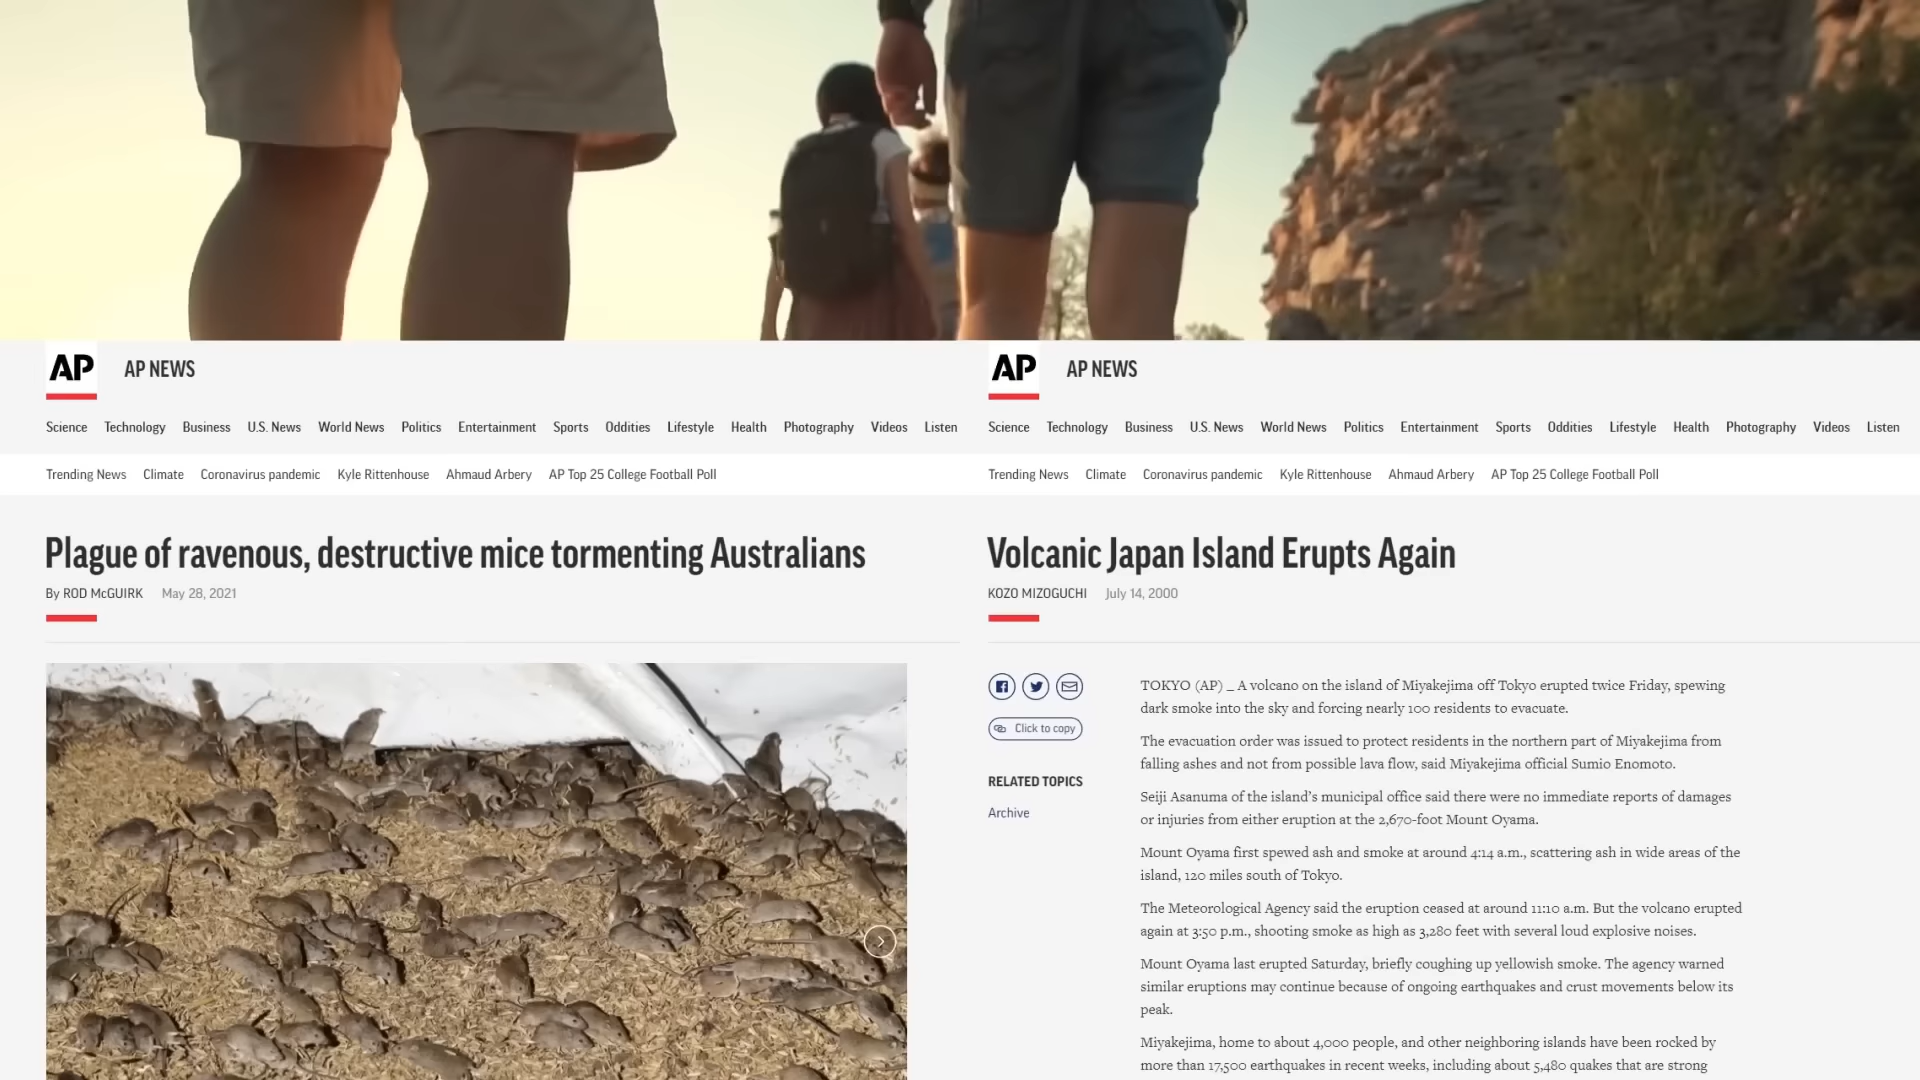 AP AP NEWS
Science Technology Business U.S. News World News Politics Entertainment Sports Oddities Lifestyle Health Photography Videos Listen
Trending News Climate Coronavirus pandemic Kyle Rittenhouse Ahmaud Arbery AP Top 25 College Football Poll
Plague of ravenous, destructive mice tormenting Australians
By ROD McGUIRK May 28, 2021
AP AP NEWS
Science Technology Business U.S. News World News Politics Entertainment Sports Oddities Lifestyle Health Photography Videos Listen
Trending News Climate Coronavirus pandemic Kyle Rittenhouse Ahmaud Arbery AP Top 25 College Football Poll
Volcanic Japan Island Erupts Again
KOZO MIZOGUCHI July 14, 2000
Click to copy
RELATED TOPICS
Archive
TOKYO (AP) _ A volcano on the island of Miyakejima off Tokyo erupted twice Friday, spewing
dark smoke into the sky and forcing nearly 100 residents to evacuate.
The evacuation order was issued to protect residents in the northern part of Miyakejima from
falling ashes and not from possible lava flow, said Miyakejima official Sumio Enomoto.
Seiji Asanuma of the island's municipal office said there were no immediate reports of damages
or injuries from either eruption at the 2,670-foot Mount Oyama.
Mount Oyama first spewed ash and smoke at around 4:14 a.m., scattering ash in wide areas of the
island, 120 miles south of Tokyo.
The Meteorological Agency said the eruption ceased at around 11:10 a.m. But the volcano erupted
again at 3:50 p.m., shooting smoke as high as 3,280 feet with several loud explosive noises.
Mount Oyama last erupted Saturday, briefly coughing up yellowish smoke. The agency warned
similar eruptions may continue because of ongoing earthquakes and crust movements below its
peak.
Miyakejima, home to about 4,000 people, and other neighboring islands have been rocked by
more than 17,500 earthquakes in recent weeks, including about 5,480 quakes that are strong